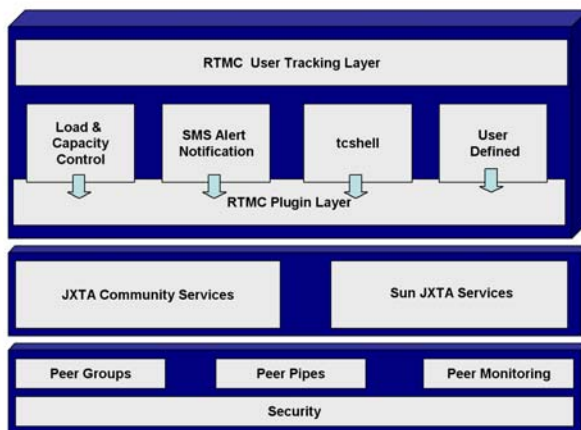 RTMC User Tracking Layer
Load &
Capacity
Control
SMS Alert
Notification
tcshell
User
Defined
RTMC Plugin Layer
JXTA Community Services
Sun JXTA Services
Peer Groups
Peer Pipes
Peer Monitoring
Security